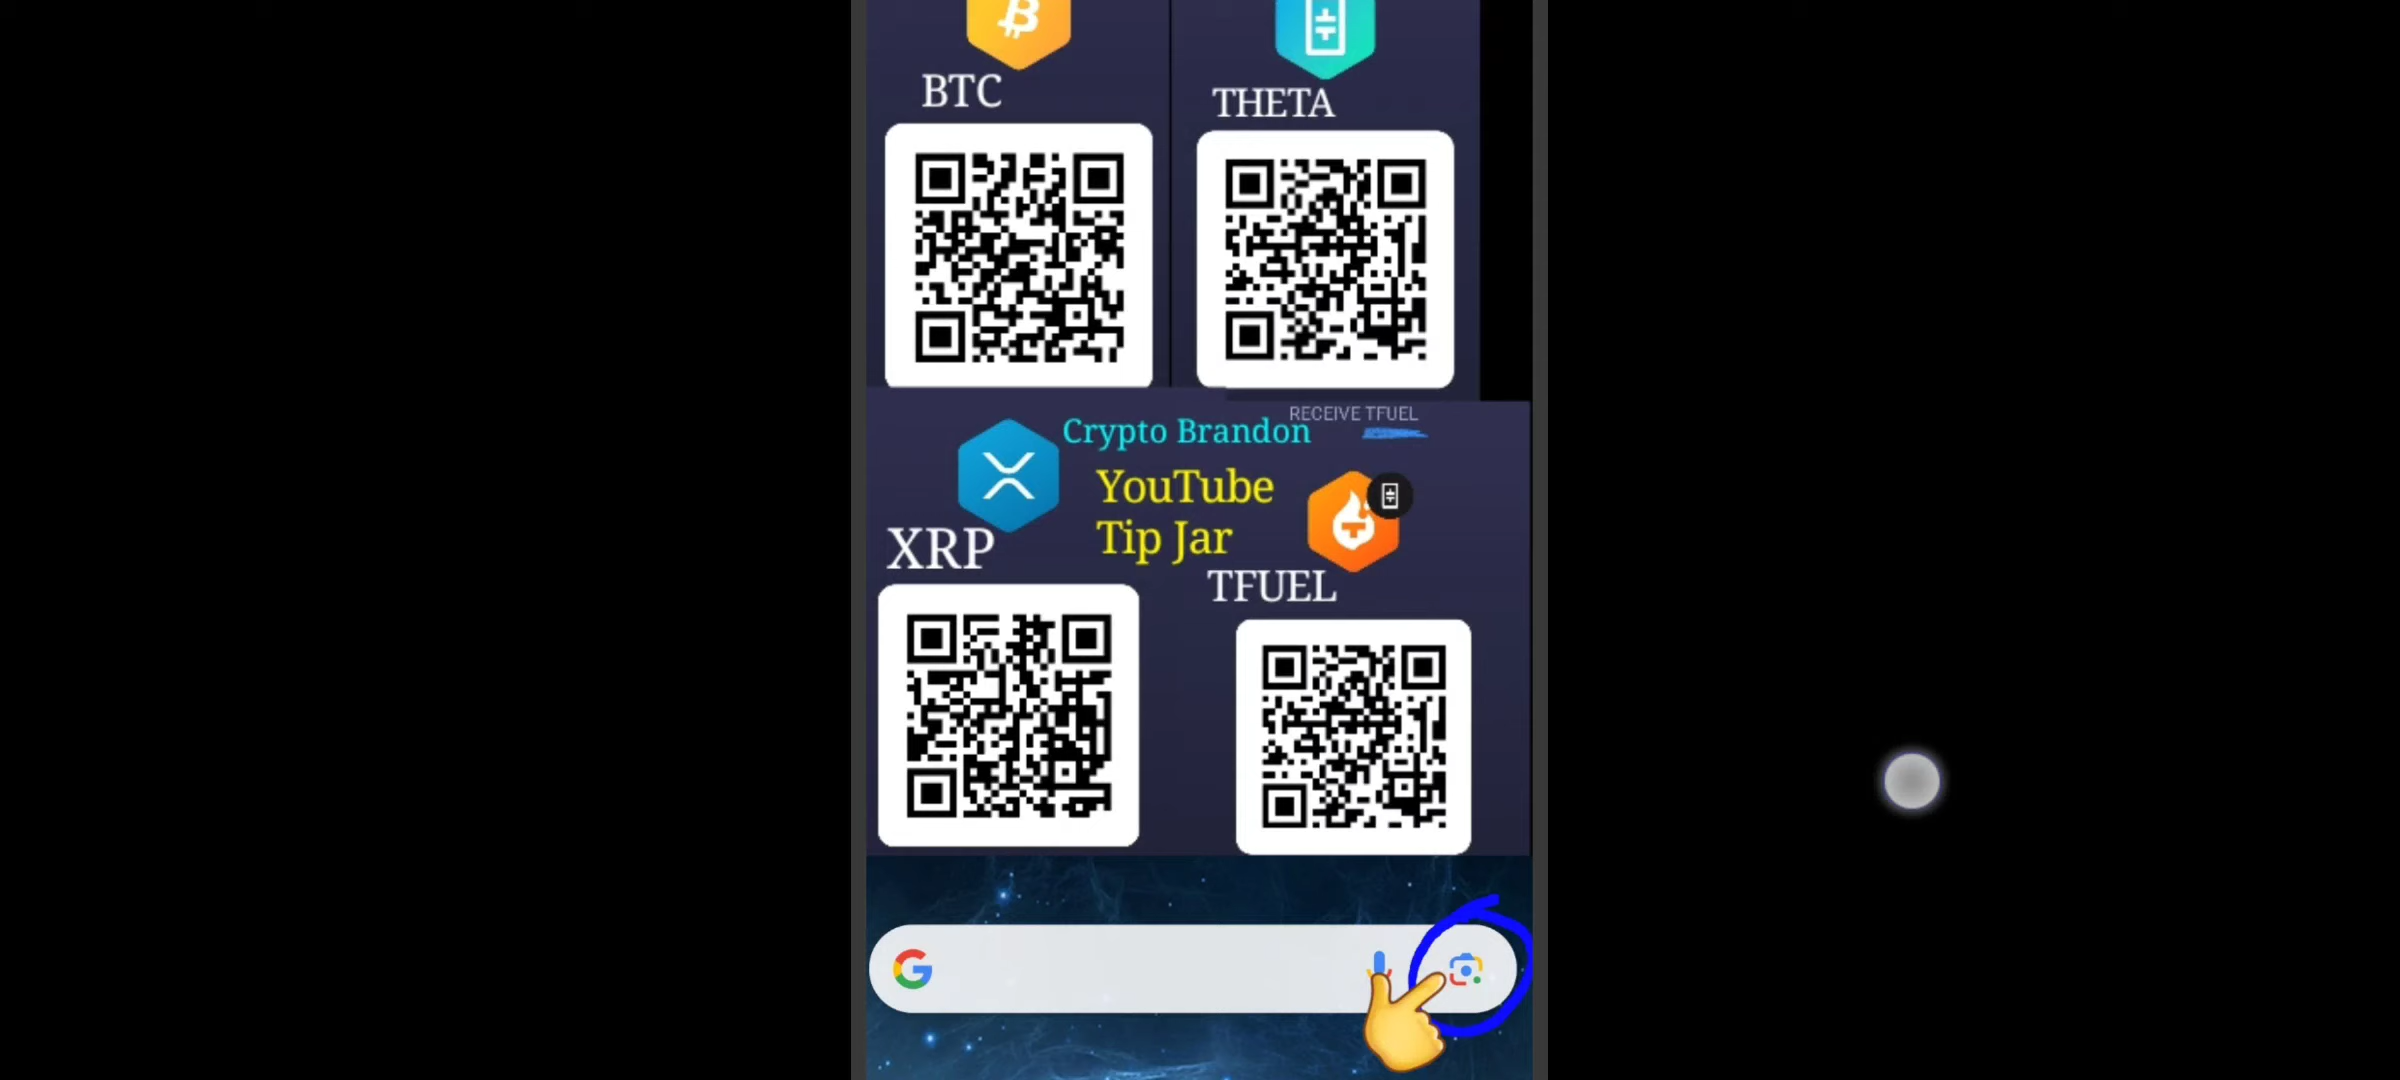 BTC
THETA
RECEIVE TFUEL
Crypto Brandon
YouTube
Tip Jar
XRP
TFUEL